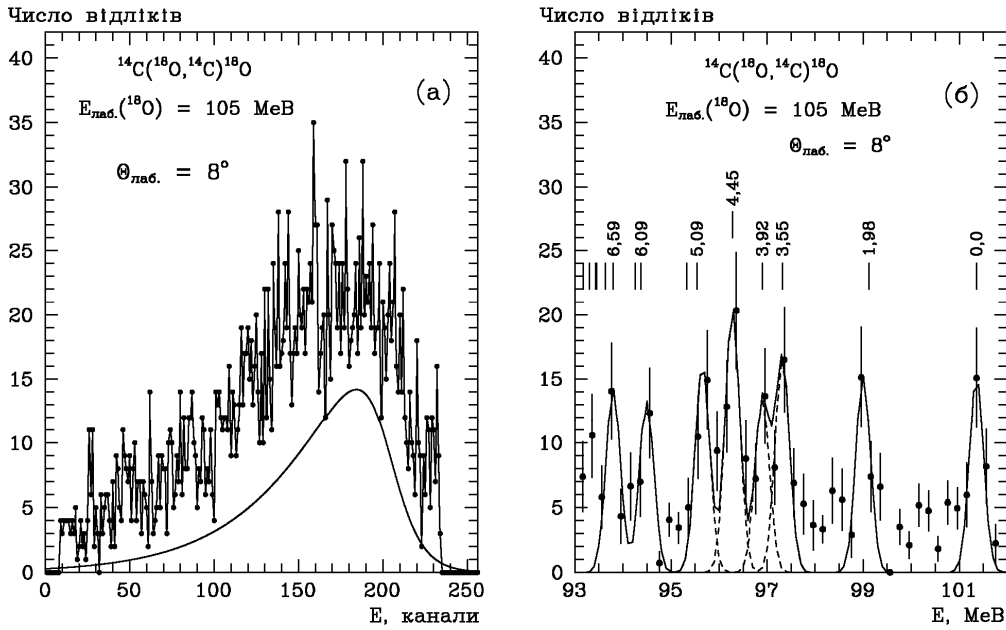 Число відліків
¹⁴C(¹⁸O,¹⁴C)¹⁸O
(а)
Eлаб.(¹⁸O) = 105 МеВ
Θлаб. = 8°
40
35
30
25
20
15
10
5
0
0 50 100 150 200 250
E, канали
Число відліків
¹⁴C(¹⁸O,¹⁴C)¹⁸O
(б)
Eлаб.(¹⁸O) = 105 МеВ
Θлаб. = 8°
40
35
30
25
20
15
10
5
0
6,59
6,09
5,09
4,45
3,92
3,55
1,98
0,0
93 95 97 99 101
E, МеВ